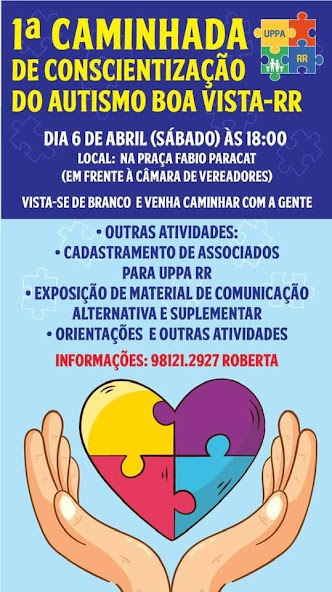 1ª CAMINHADA
UPPA
RR
DE CONSCIENTIZAÇÃO
DO AUTISMO BOA VISTA-RR
DIA 6 DE ABRIL (SÁBADO) ÀS 18:00
LOCAL: NA PRAÇA FABIO PARACAT
(EM FRENTE À CÂMARA DE VEREADORES)
VISTA-SE DE BRANCO E VENHA CAMINHAR COM A GENTE
• OUTRAS ATIVIDADES:
• CADASTRAMENTO DE ASSOCIADOS
PARA UPPA RR
• EXPOSIÇÃO DE MATERIAL DE COMUNICAÇÃO
ALTERNATIVA E SUPLEMENTAR
• ORIENTAÇÕES E OUTRAS ATIVIDADES
INFORMAÇÕES: 98121.2927 ROBERTA